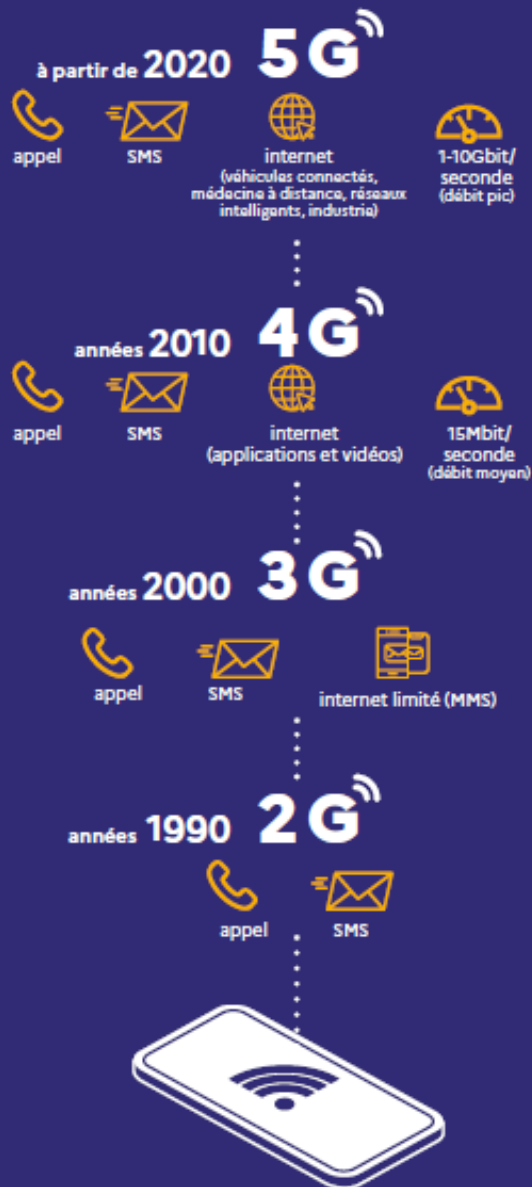 à partir de 2020 5G
appel
SMS
internet
(véhicules connectés,
médecine à distance, réseaux
intelligents, industrie)
1-10Gbit/
seconde
(débit pic)
années 2010 4G
appel
SMS
internet
(applications et vidéos)
15Mbit/
seconde
(débit moyen)
années 2000 3G
appel
SMS
internet limité (MMS)
années 1990 2G
appel
SMS